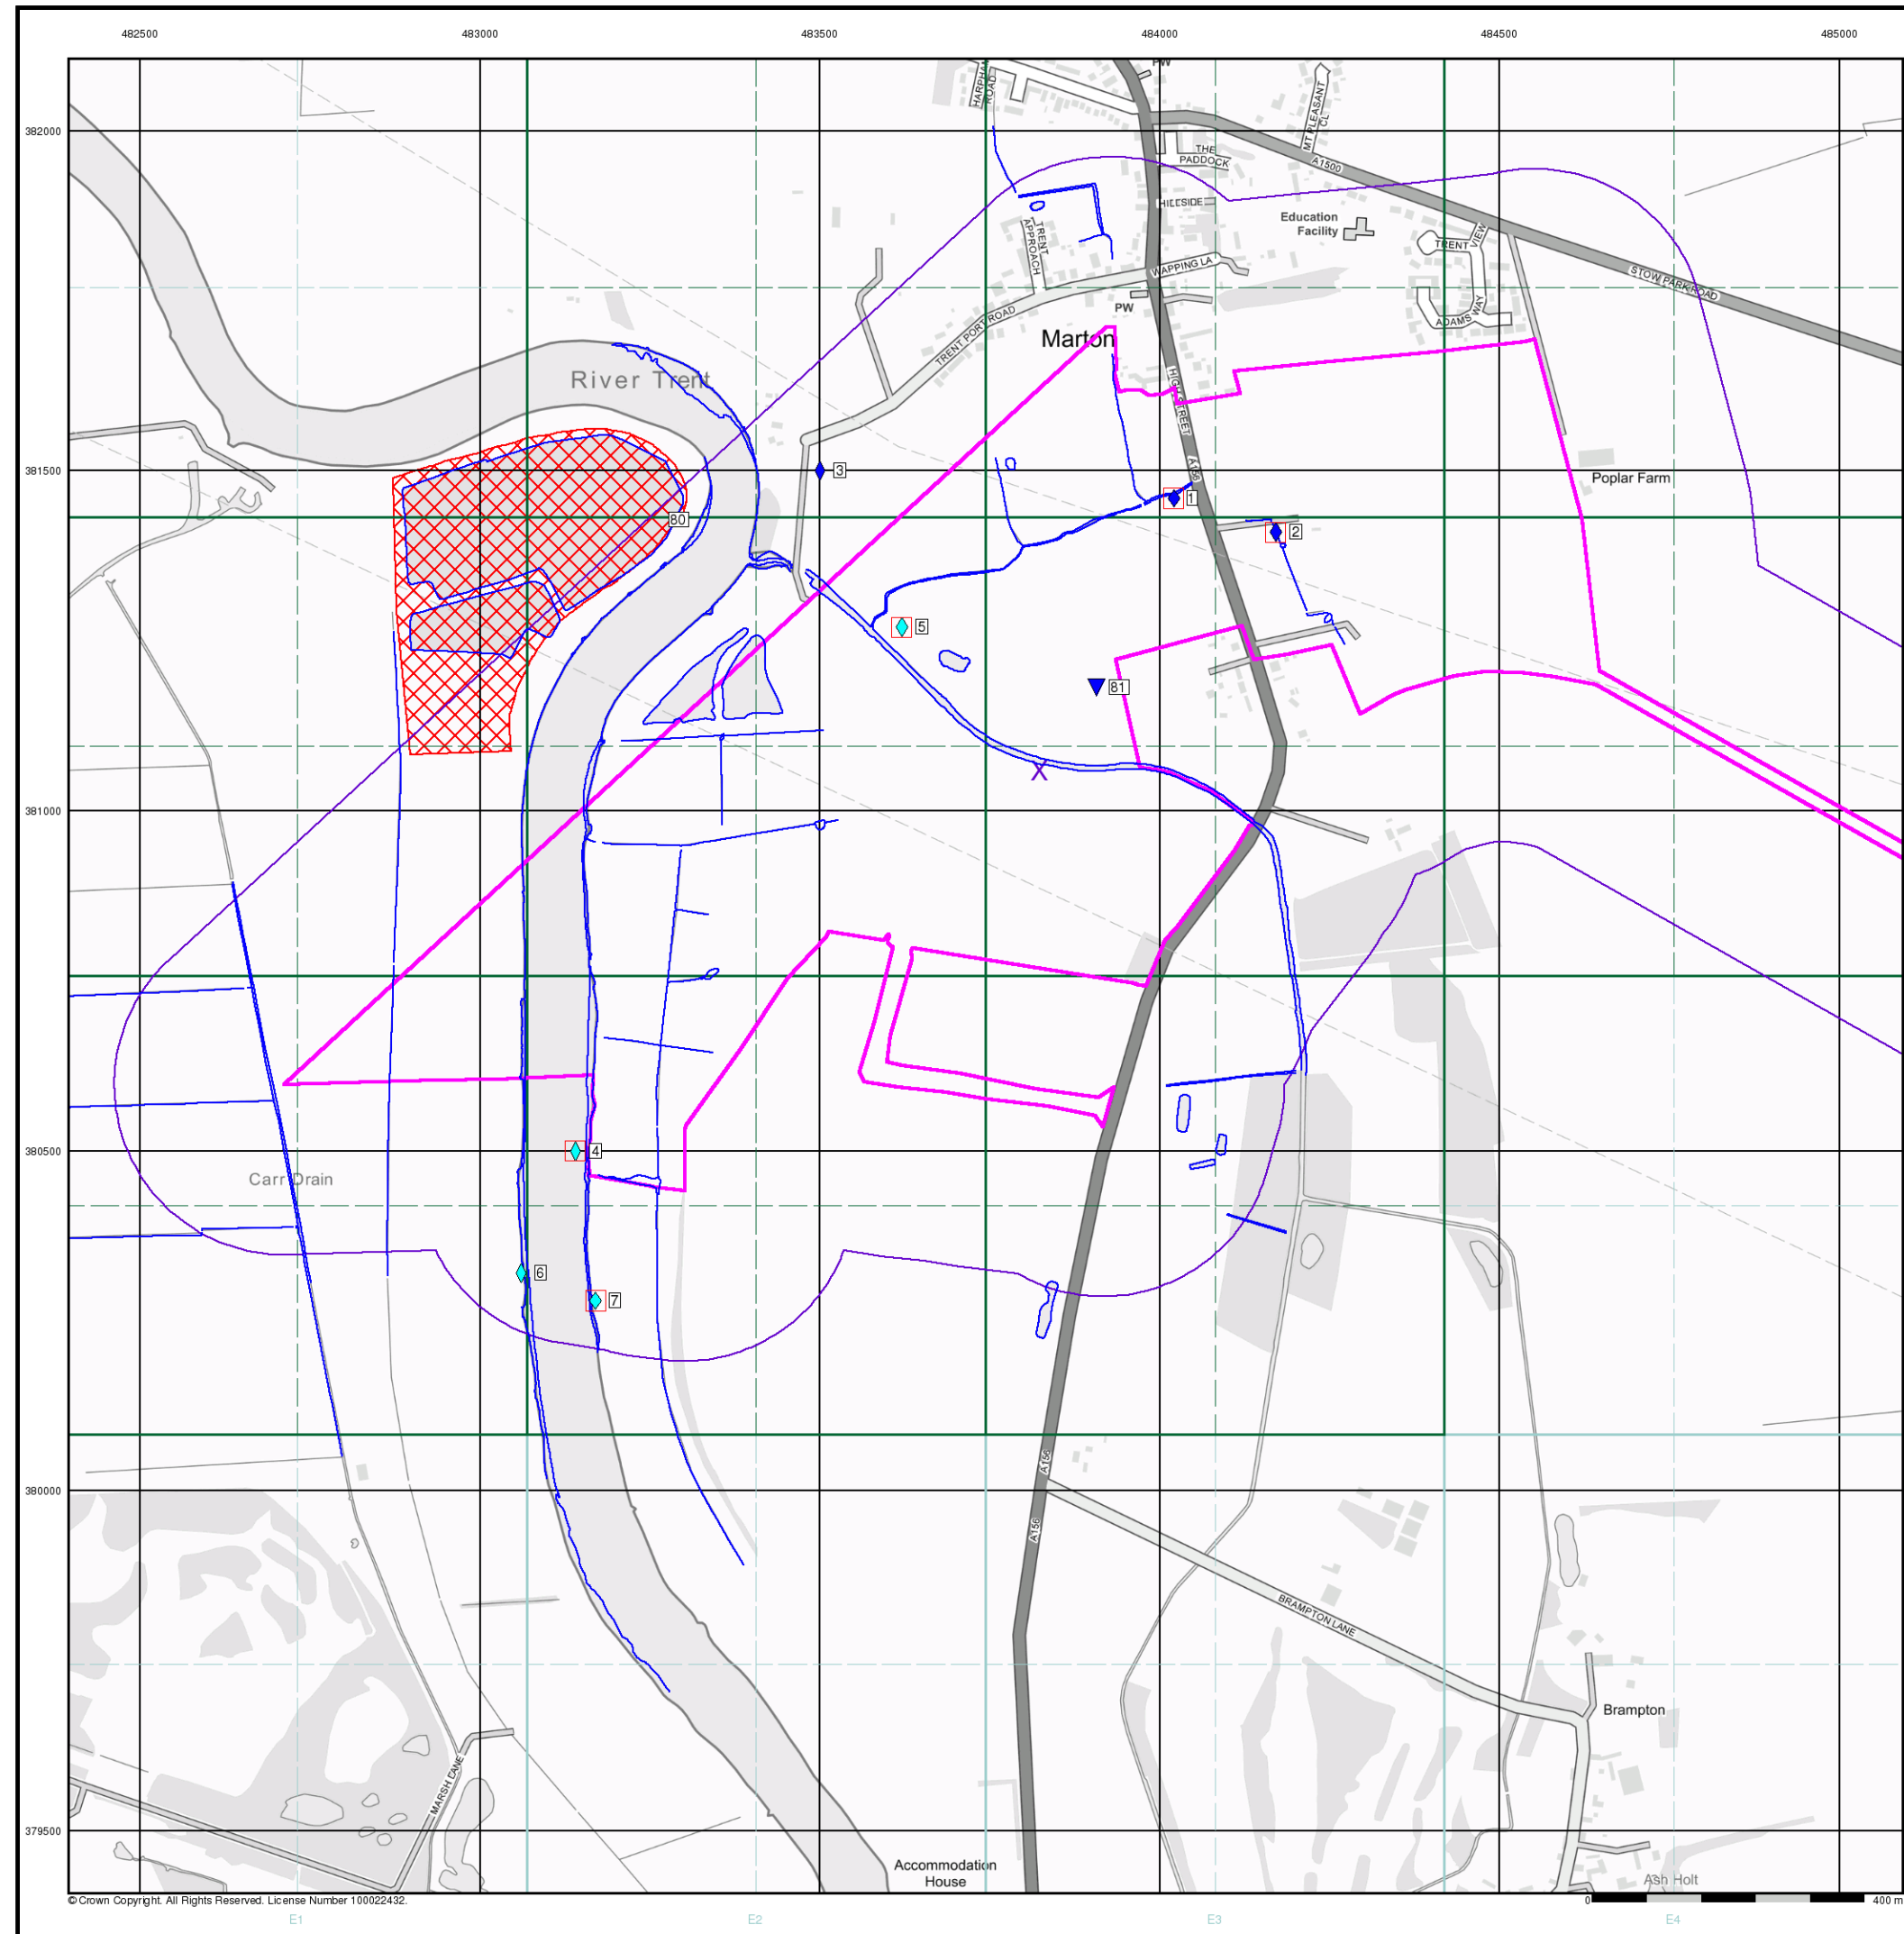 482500 483000 483500 484000 484500 485000
PW
HARPHAM
ROAD
MT PLEASANT
CL
382000
THE
PADDOCK
A1500
HILLSIDE
Education
Facility
TRENT
APPROACH
TRENT VIEW
WAPPING LA
STOW PARK ROAD
PW
ADAMS WAY
TRENT PORT ROAD
Marton
River Trent
HIGH STREET
381500
3
A156
Poplar Farm
1
80
2
5
81
X
381000
380500
4
Carr Drain
6
7
A156
380000
A156
BRAMPTON LANE
Brampton
MARSH LANE
379500
Accommodation
House
Ash Holt
© Crown Copyright. All Rights Reserved. License Number 100022432.
0 400 m
E1 E2 E3 E4